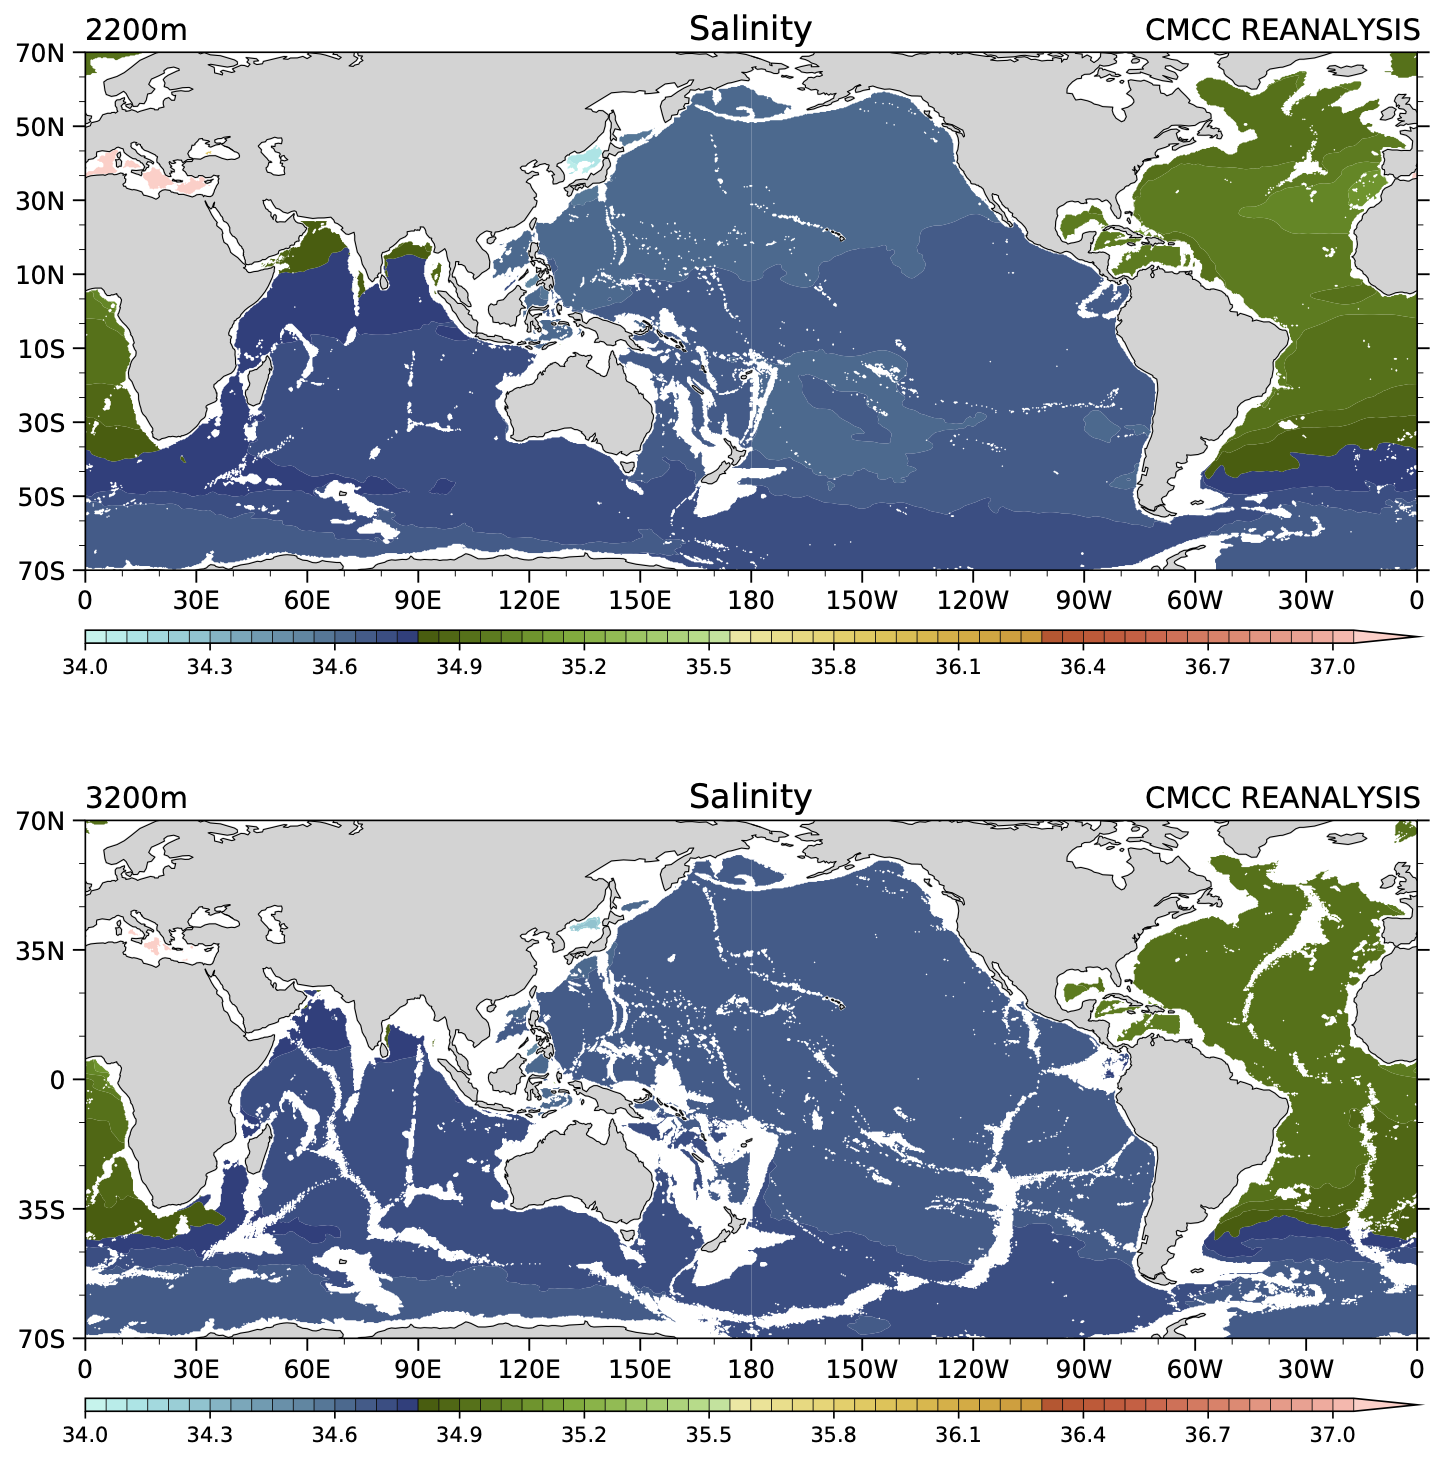 2200m Salinity CMCC REANALYSIS
70N
50N
30N
10N
10S
30S
50S
70S
0 30E 60E 90E 120E 150E 180 150W 120W 90W 60W 30W 0
34.0 34.3 34.6 34.9 35.2 35.5 35.8 36.1 36.4 36.7 37.0
3200m Salinity CMCC REANALYSIS
70N
35N
0
35S
70S
0 30E 60E 90E 120E 150E 180 150W 120W 90W 60W 30W 0
34.0 34.3 34.6 34.9 35.2 35.5 35.8 36.1 36.4 36.7 37.0